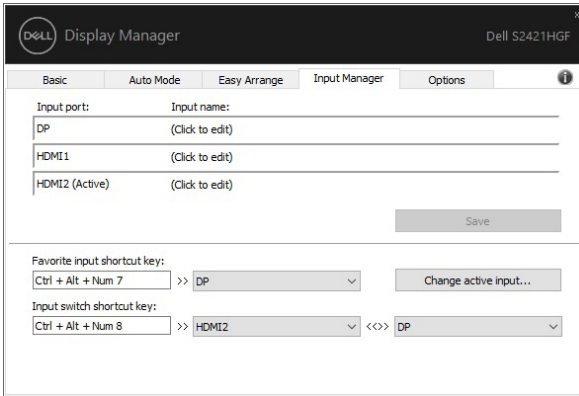 DELL Display Manager Dell S2421HGF
Basic Auto Mode Easy Arrange Input Manager Options
Input port: Input name:
DP (Click to edit)
HDMI1 (Click to edit)
HDMI2 (Active) (Click to edit)
Save
Favorite input shortcut key:
Ctrl + Alt + Num 7 >> DP Change active input...
Input switch shortcut key:
Ctrl + Alt + Num 8 >> HDMI2 <<>> DP